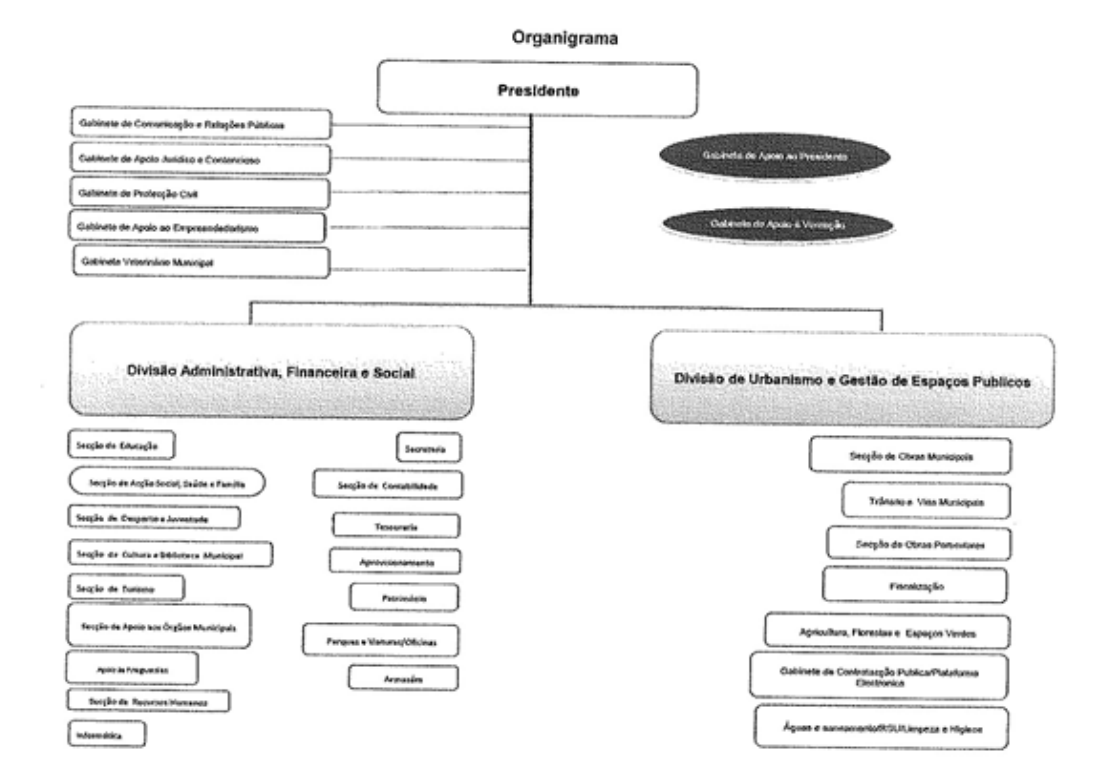 Organigrama
Presidente
Gabinete de Comunicação e Relações Públicas
Gabinete de Apoio Jurídico e Contencioso
Gabinete de Protecção Civil
Gabinete de Apoio ao Empreendedorismo
Gabinete Veterinário Municipal
Gabinete de Apoio ao Presidente
Gabinete de Apoio à Vereação
Divisão Administrativa, Financeira e Social
Secção de Educação
Secção de Acção Social, Saúde e Família
Secção de Desporto e Juventude
Secção de Cultura e Biblioteca Municipal
Secção de Turismo
Secção de Apoio aos Órgãos Municipais
Apoio às Freguesias
Secção de Recursos Humanos
Informática
Secretaria
Secção de Contabilidade
Tesouraria
Aprovisionamento
Património
Parques e Viaturas/Oficinas
Armazém
Divisão de Urbanismo e Gestão de Espaços Publicos
Secção de Obras Municipais
Trânsito e Vias Municipais
Secção de Obras Particulares
Fiscalização
Agricultura, Florestas e Espaços Verdes
Gabinete de Contratação Publica/Plataforma
Electronica
Águas e saneamento/RSU/Limpeza e Higiene